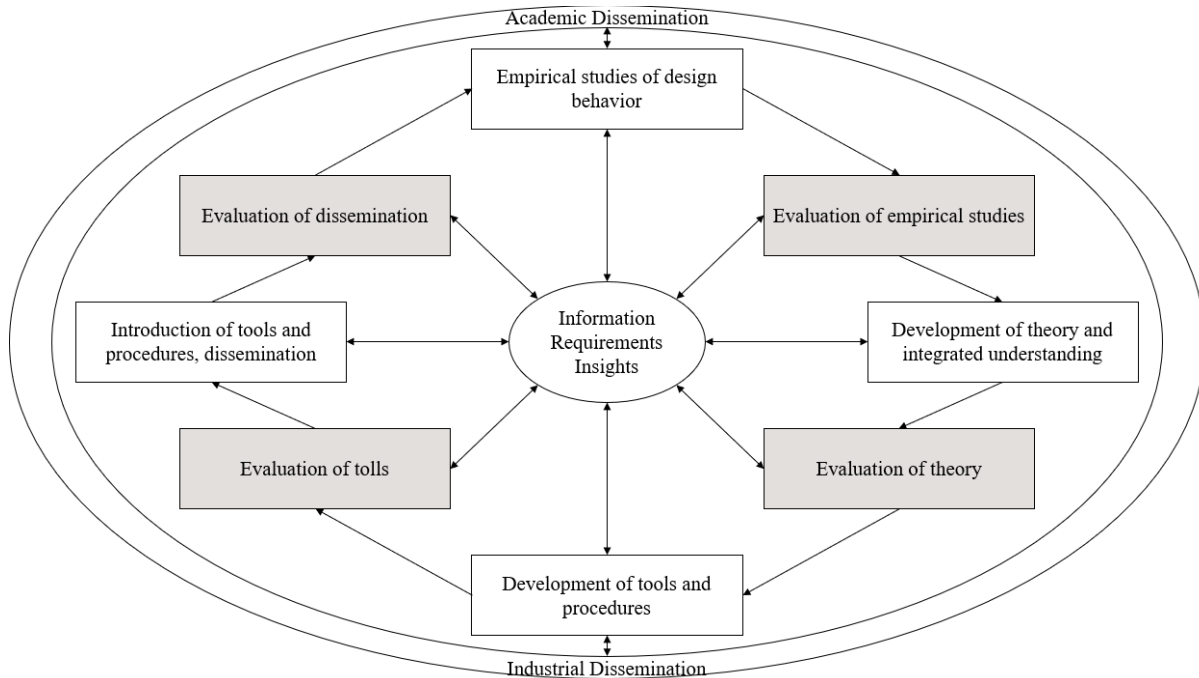 Academic Dissemination
Empirical studies of design
behavior
Evaluation of dissemination
Evaluation of empirical studies
Introduction of tools and
procedures, dissemination
Information
Requirements
Insights
Development of theory and
integrated understanding
Evaluation of tolls
Evaluation of theory
Development of tools and
procedures
Industrial Dissemination